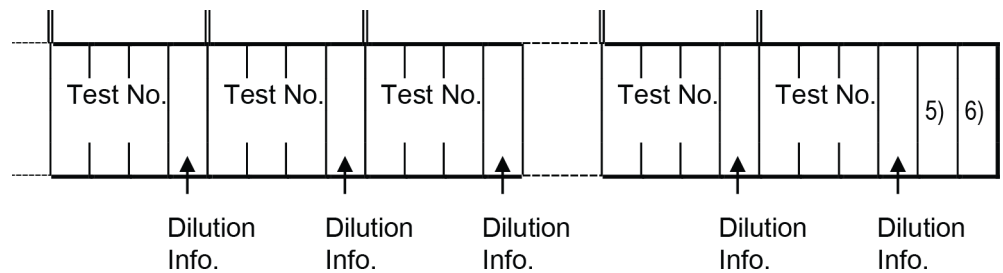 Test No. Test No. Test No. Test No. Test No. 5) 6)
Dilution Dilution Dilution Dilution Dilution
Info. Info. Info. Info. Info.